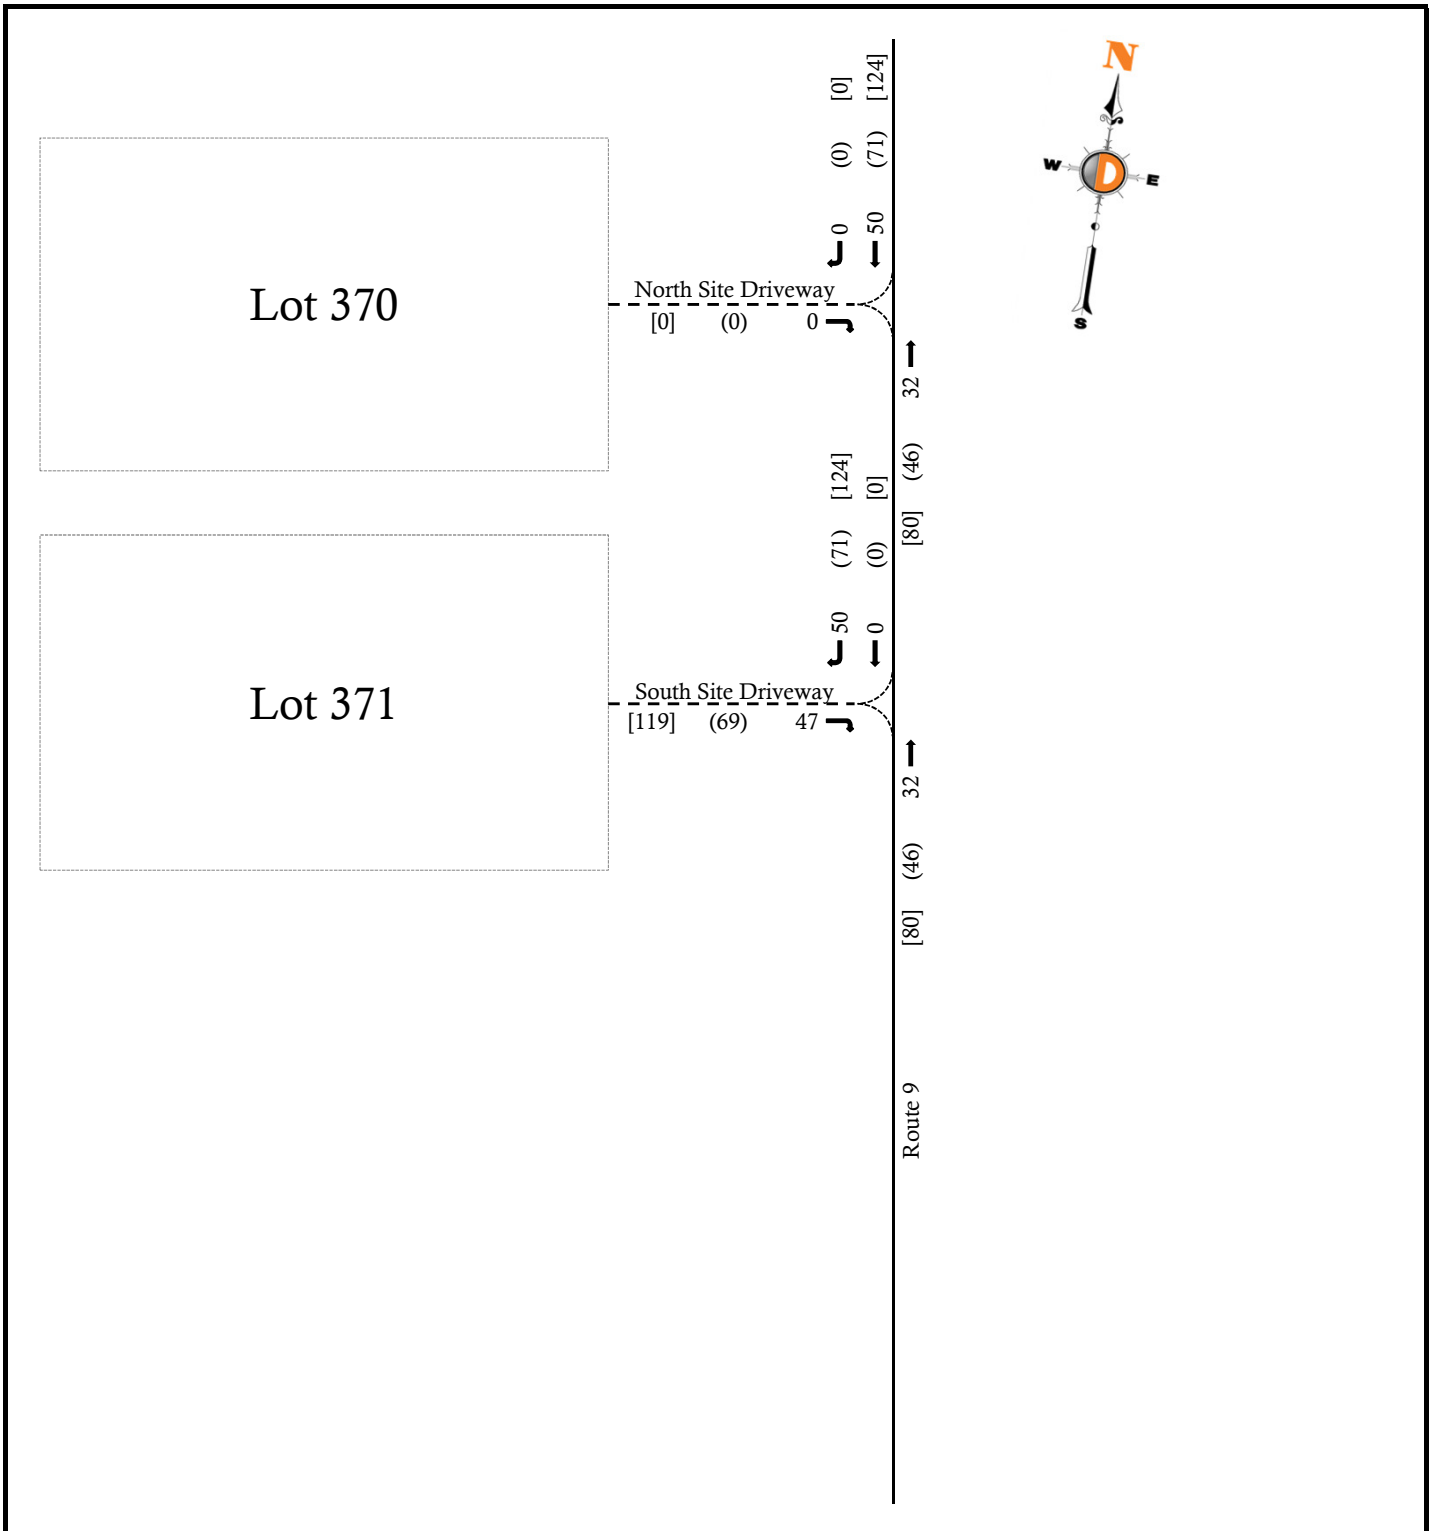 N
W
E
S
[0] (0) 0
[124] (71) 50
Lot 370
North Site Driveway
[0] (0) 0
[80] (46) 32
[124] (71) 50
[0] (0) 0
Lot 371
South Site Driveway
[119] (69) 47
[80] (46) 32
Route 9